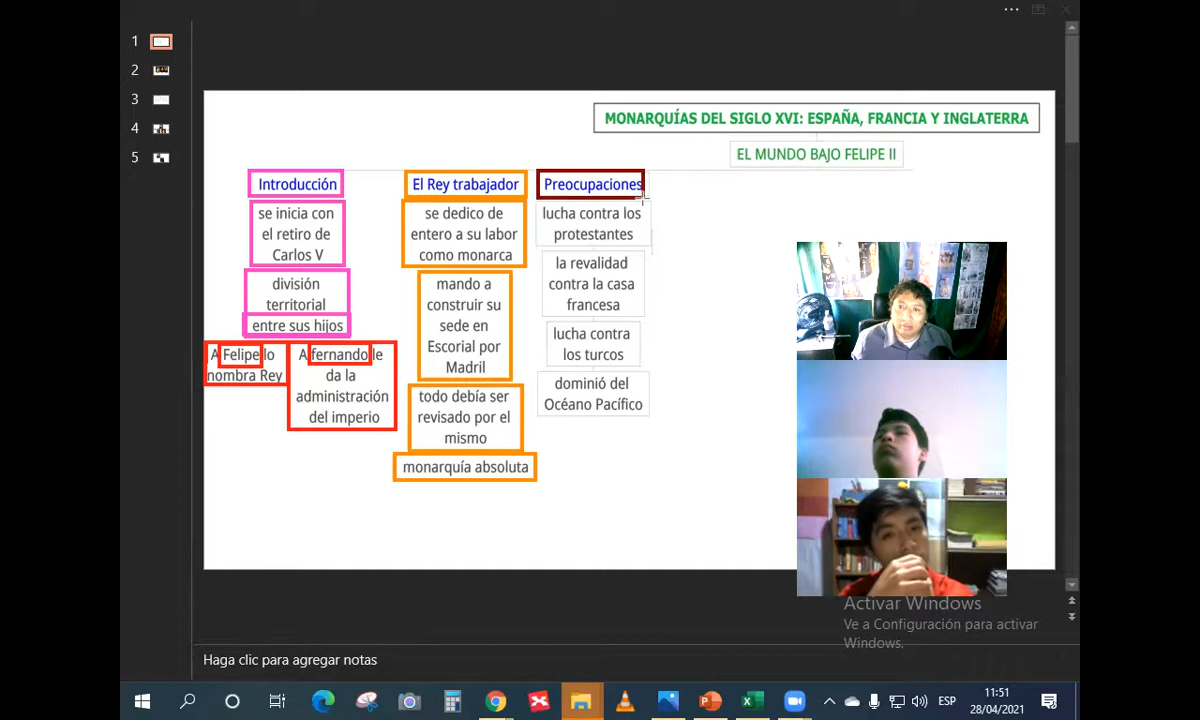 1
2
3
4
5
MONARQUÍAS DEL SIGLO XVI: ESPAÑA, FRANCIA Y INGLATERRA
EL MUNDO BAJO FELIPE II
Introducción
se inicia con
el retiro de
Carlos V
división
territorial
entre sus hijos
A Felipe lo
nombra Rey
A fernando le
da la
administración
del imperio
El Rey trabajador
se dedico de
entero a su labor
como monarca
mando a
construir su
sede en
Escorial por
Madril
todo debía ser
revisado por el
mismo
monarquía absoluta
Preocupaciones
lucha contra los
protestantes
la revalidad
contra la casa
francesa
lucha contra
los turcos
dominió del
Océano Pacífico
Activar Windows
Ve a Configuración para activar
Windows.
Haga clic para agregar notas
ESP
11:51
28/04/2021